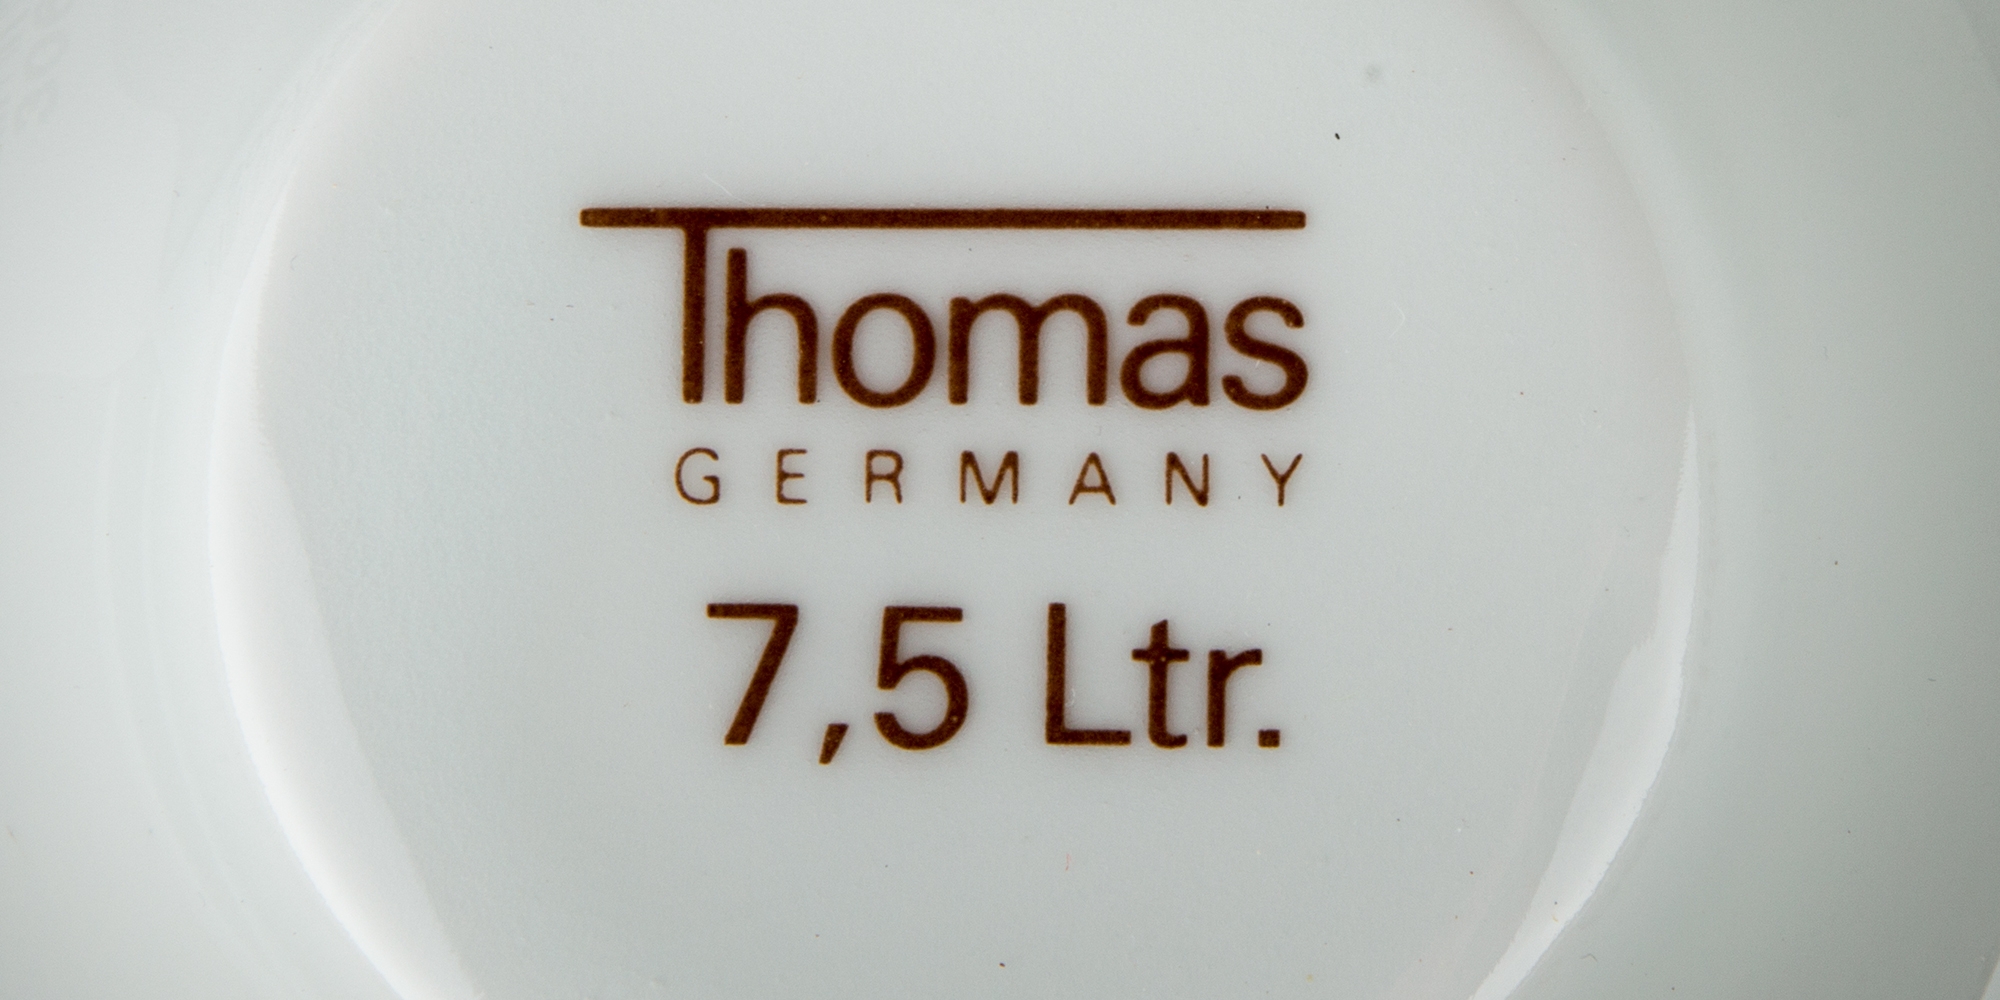 Thomas
GERMANY
7,5 Ltr.